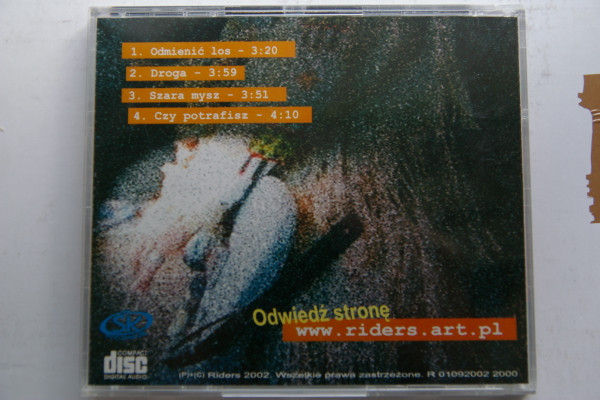 1. Odmienić los - 3:20
2. Droga - 3:59
3. Szara mysz - 3:51
4. Czy potrafisz - 4:10
Odwiedź stronę
www.riders.art.pl
SK
COMPACT
disc
DIGITAL AUDIO
(P)+(C) Riders 2002. Wszelkie prawa zastrzeżone. R 01092002 2000